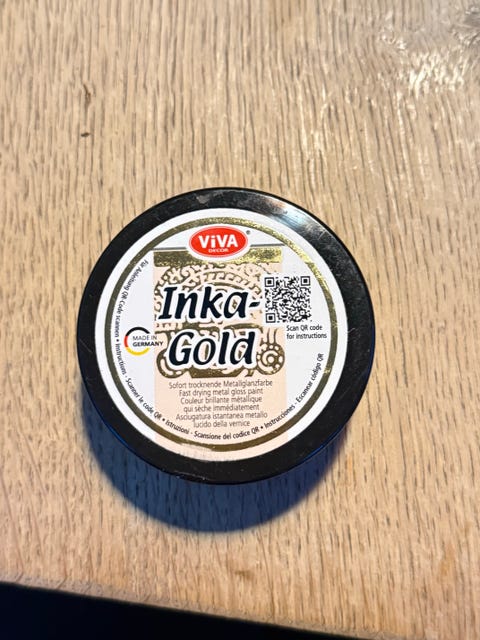 ViVA
DECOR
®
Inka-
Gold
Scan QR code
for instructions
MADE IN
GERMANY
Sofort trocknende Metallglanzfarbe
Fast drying metal gloss paint
Couleur brillante métallique
qui sèche immédiatement
Asciugatura istantanea metallo
lucido della vernice
Für Anleitung QR Code scannen • Instructions - Scanner le code QR • istruzioni - Scansione del codice QR • Instrucciones - Escanear código QR